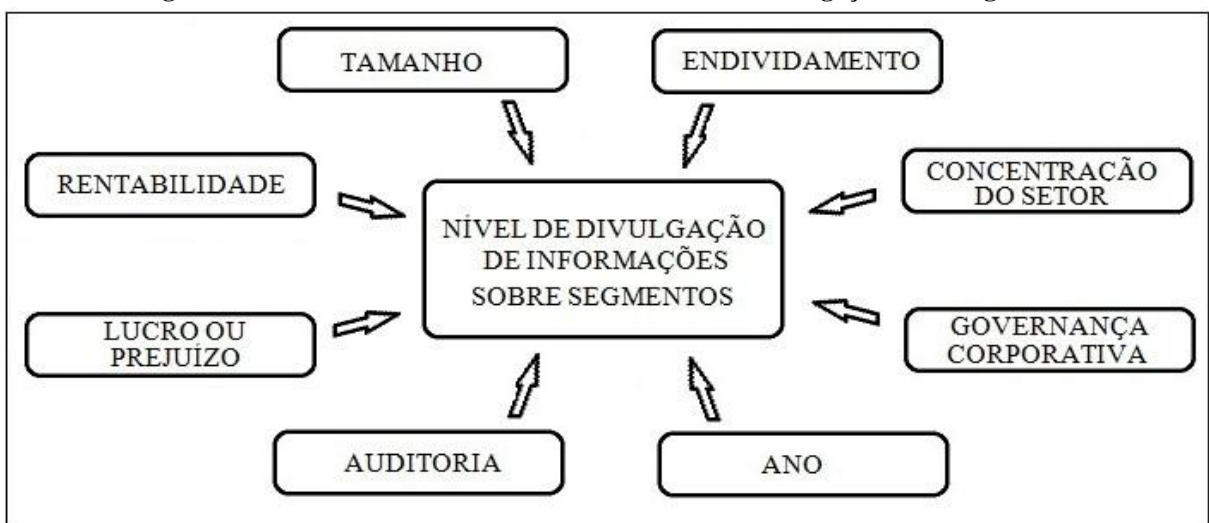 TAMANHO
ENDIVIDAMENTO
RENTABILIDADE
CONCENTRAÇÃO
DO SETOR
NÍVEL DE DIVULGAÇÃO
DE INFORMAÇÕES
SOBRE SEGMENTOS
LUCRO OU
PREJUÍZO
GOVERNANÇA
CORPORATIVA
AUDITORIA
ANO